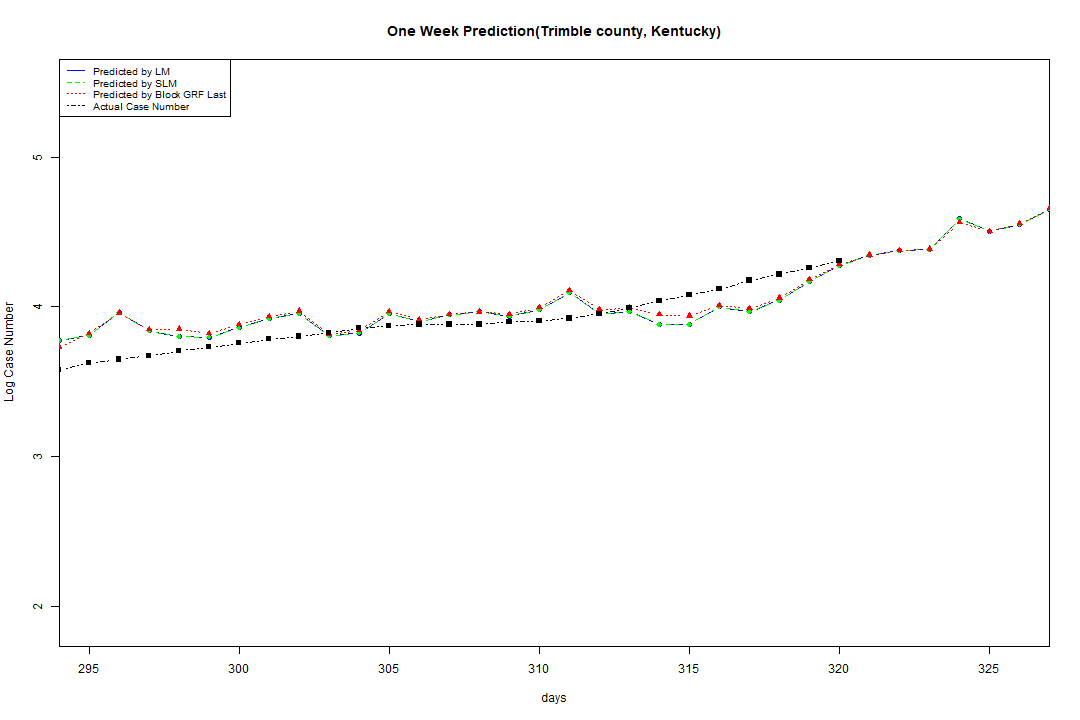 One Week Prediction(Trimble county, Kentucky)
Predicted by LM
Predicted by SLM
Predicted by Block GRF Last
Actual Case Number
5
4
3
2
Log Case Number
295 300 305 310 315 320 325
days